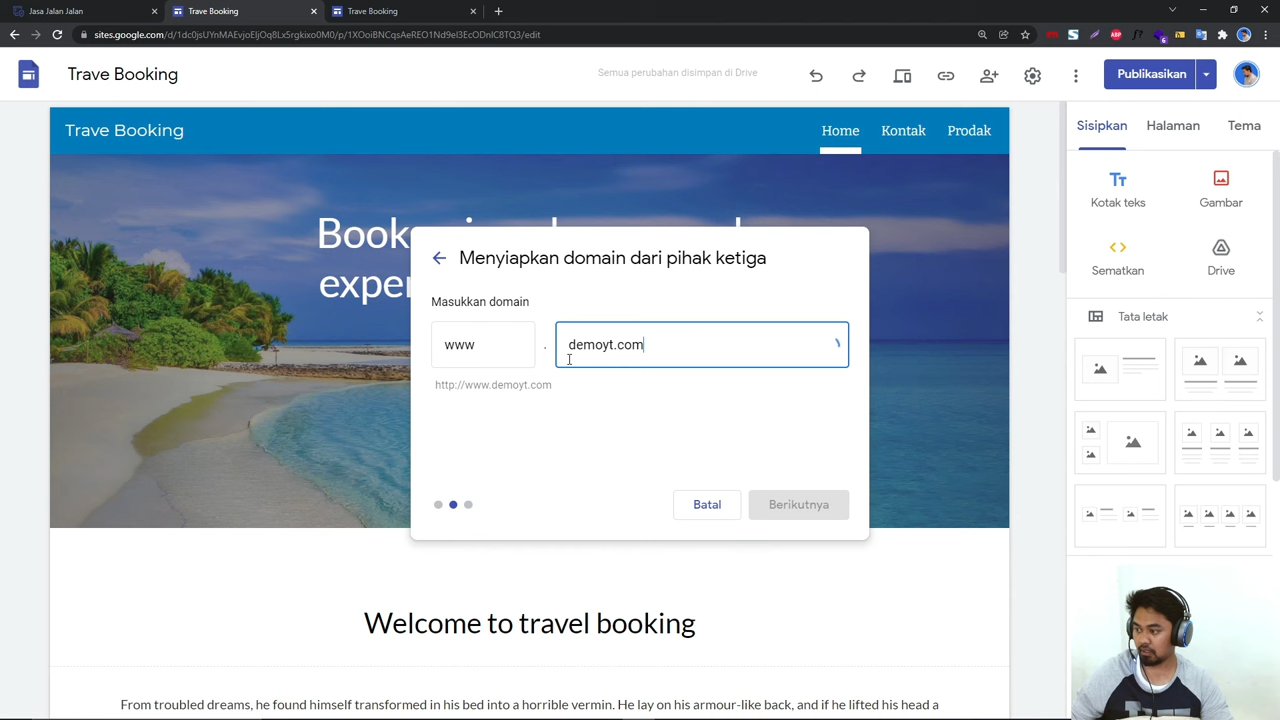 Jasa Jalan Jalan
Trave Booking
Trave Booking
sites.google.com/d/1dc0jsUYnMAEvjoEljOq8Lx5rgkixo0M0/p/1XOoiBNCqsAeREO1Nd9el3EcODnlC8TQ3/edit
Trave Booking
Semua perubahan disimpan di Drive
Publikasikan
Trave Booking
Home
Kontak
Prodak
Sisipkan
Halaman
Tema
Kotak teks
Gambar
Sematkan
Drive
Tata letak
Book
exper
Menyiapkan domain dari pihak ketiga
Masukkan domain
www . demoyt.com
http://www.demoyt.com
Batal
Berikutnya
Welcome to travel booking
From troubled dreams, he found himself transformed in his bed into a horrible vermin. He lay on his armour-like back, and if he lifted his head a